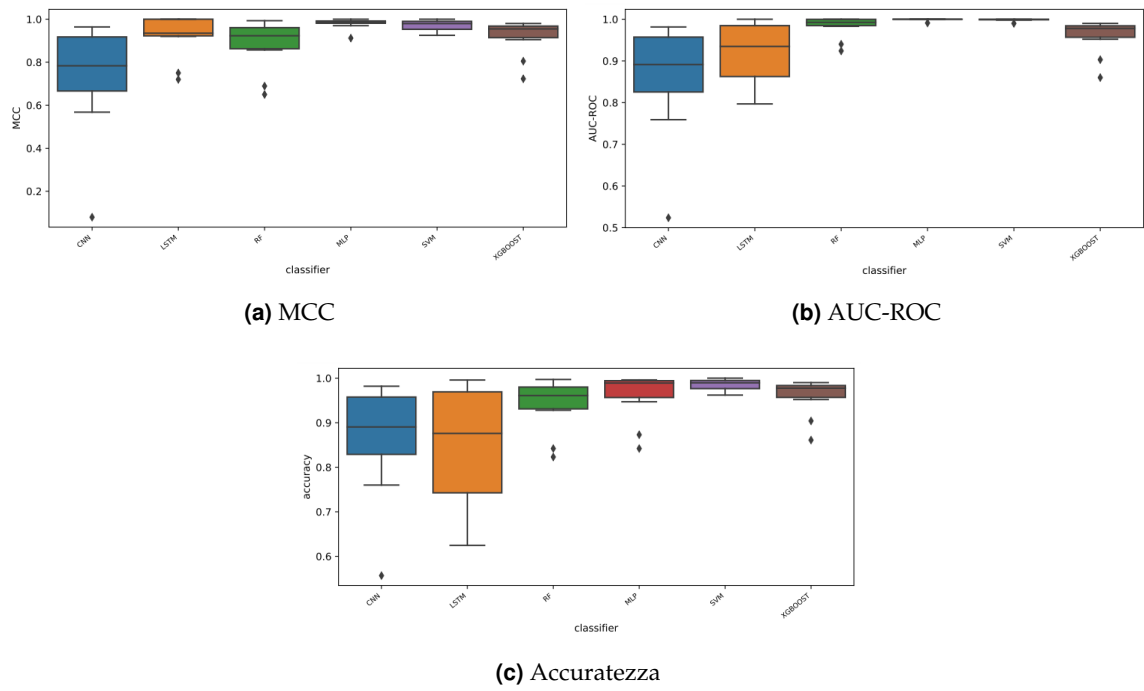 1.0
0.8
0.6
0.4
0.2
MCC
CNN
LSTM
RF
MLP
SVM
XGBOOST
classifier
(a) MCC
1.0
0.9
0.8
0.7
0.6
0.5
AUC-ROC
CNN
LSTM
RF
MLP
SVM
XGBOOST
classifier
(b) AUC-ROC
1.0
0.9
0.8
0.7
0.6
accuracy
CNN
LSTM
RF
MLP
SVM
XGBOOST
classifier
(c) Accuratezza